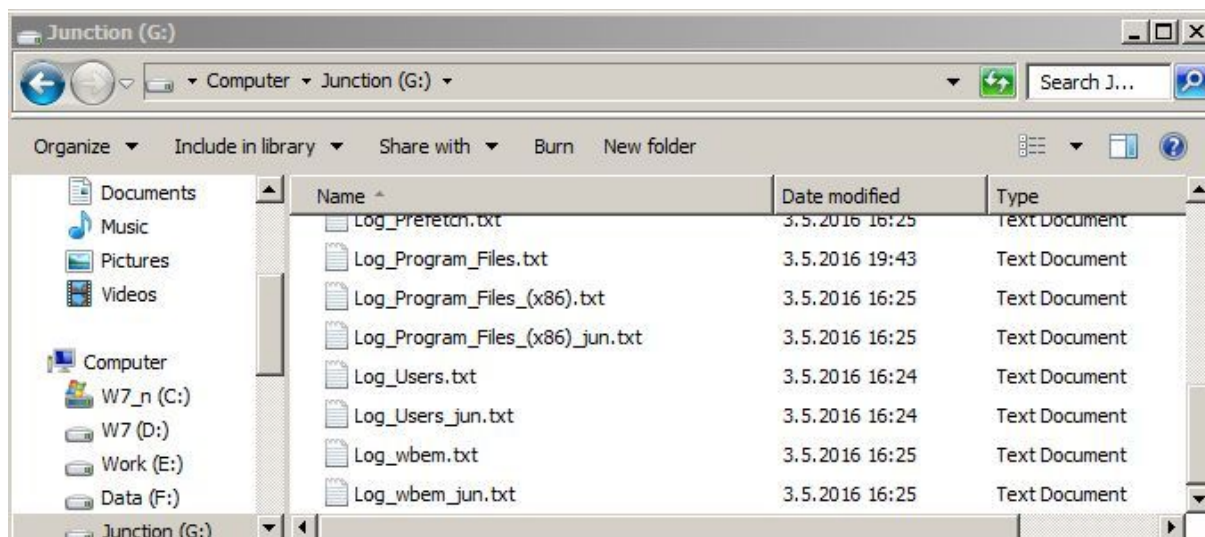 Junction (G:)
Computer Junction (G:) Search J...
Organize Include in library Share with Burn New folder
Documents
Music
Pictures
Videos
Computer
W7_n (C:)
W7 (D:)
Work (E:)
Data (F:)
Junction (G:)
Name Date modified Type
Log_Prefetch.txt 3.5.2016 16:25 Text Document
Log_Program_Files.txt 3.5.2016 19:43 Text Document
Log_Program_Files_(x86).txt 3.5.2016 16:25 Text Document
Log_Program_Files_(x86)_jun.txt 3.5.2016 16:25 Text Document
Log_Users.txt 3.5.2016 16:24 Text Document
Log_Users_jun.txt 3.5.2016 16:24 Text Document
Log_wbem.txt 3.5.2016 16:25 Text Document
Log_wbem_jun.txt 3.5.2016 16:25 Text Document